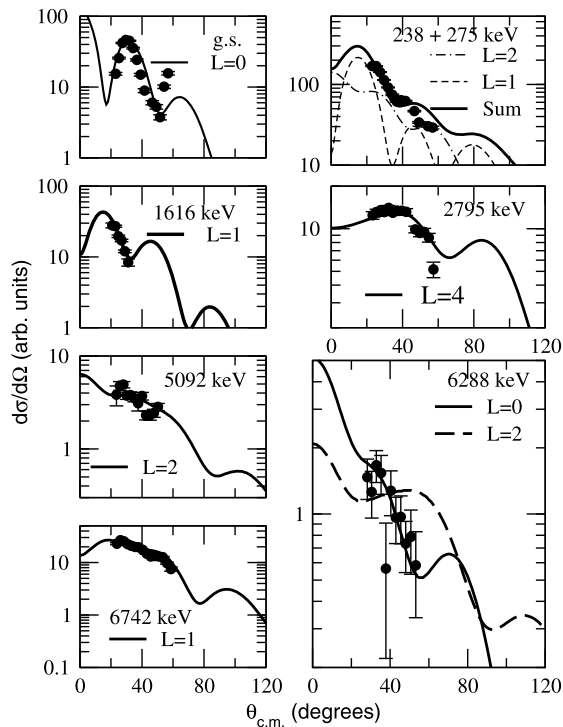 g.s.
L=0
100
10
1
238 + 275 keV
L=2
L=1
Sum
100
10
1616 keV
L=1
100
10
1
2795 keV
L=4
10
dσ/dΩ (arb. units)
5092 keV
L=2
10
1
6288 keV
L=0
L=2
1
0 40 80 120
6742 keV
L=1
10
1
0.1
0 40 80 120
0 40 80 120
θc.m. (degrees)